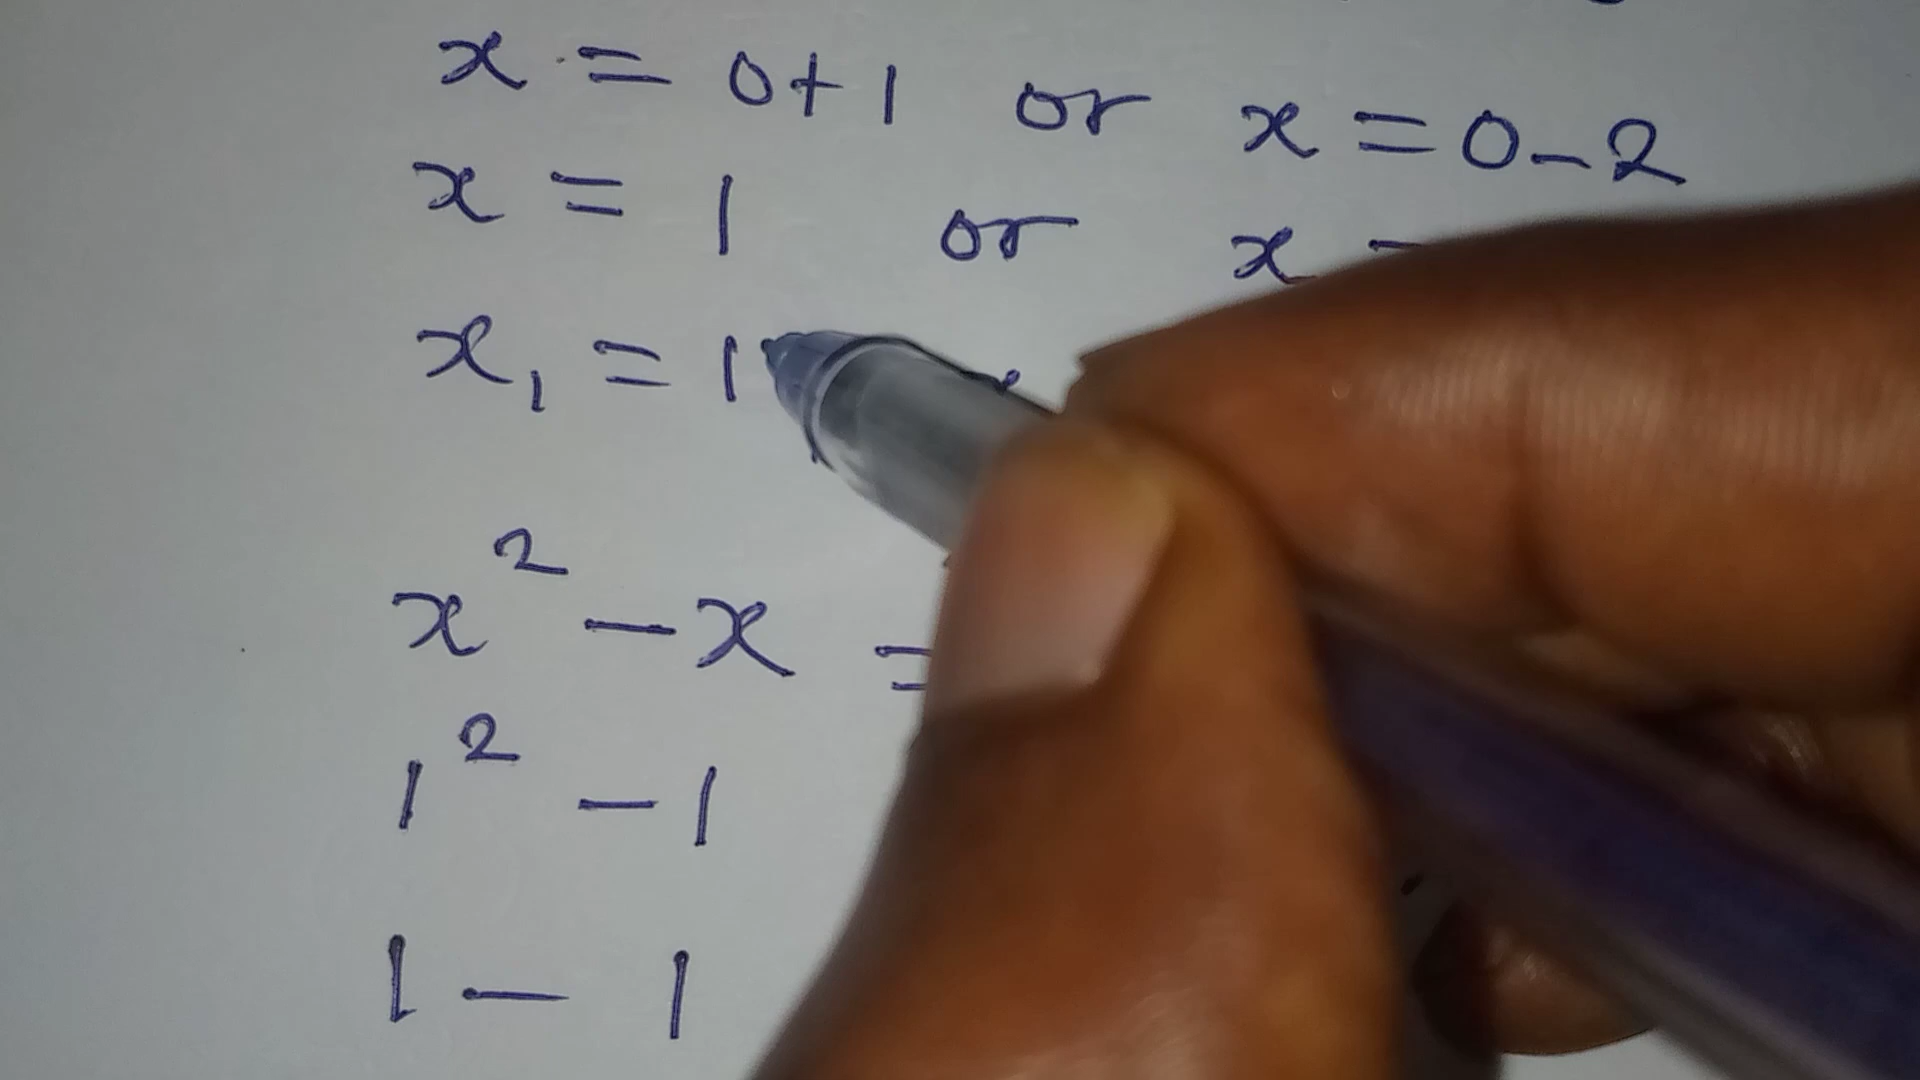 x = 0+1 or x = 0-2
x = 1 or x =
x₁ = 1
x² - x =
1² - 1
1 - 1